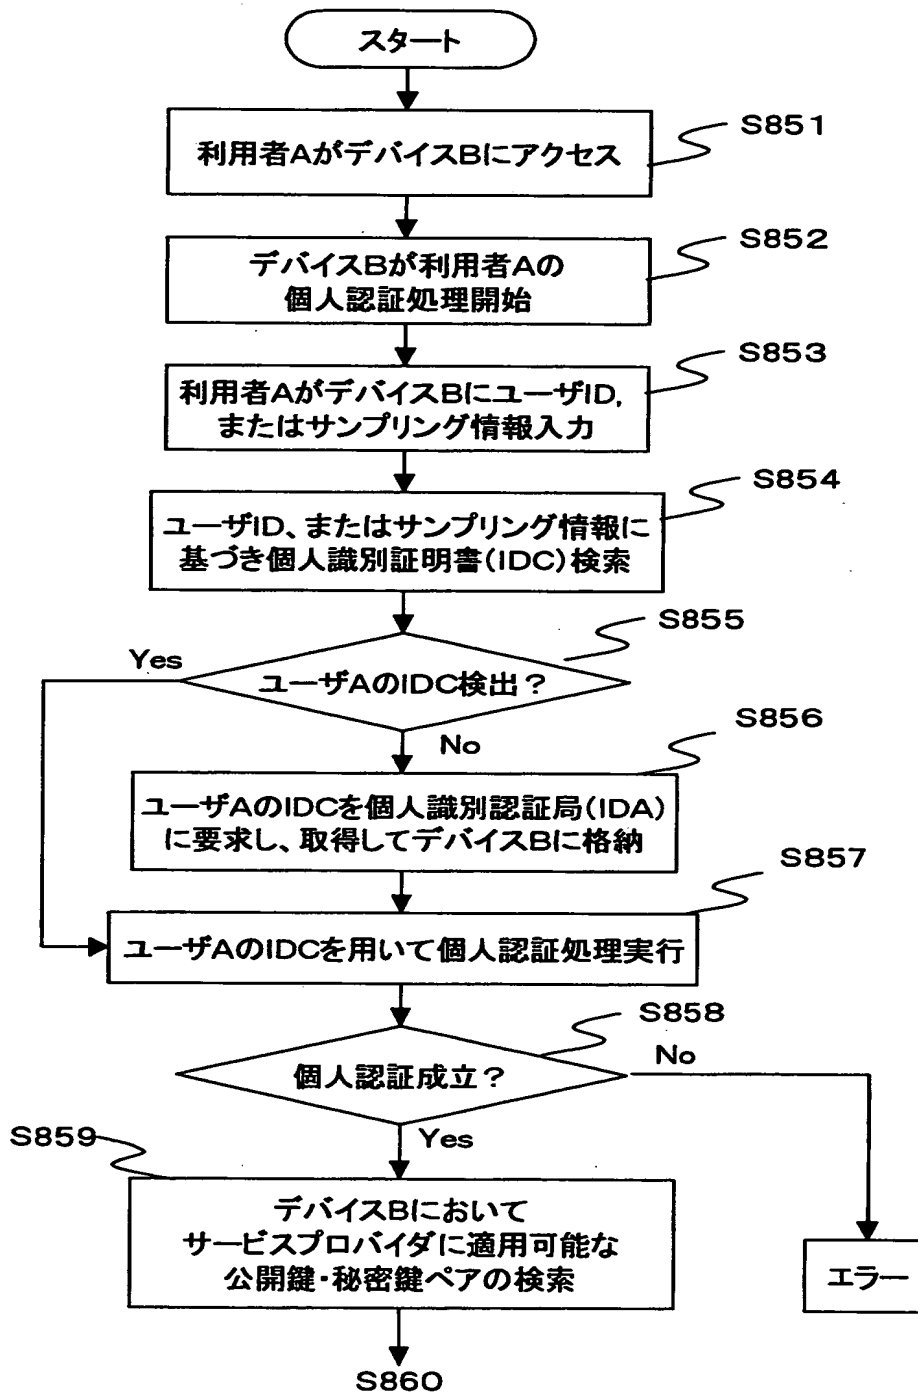 スタート
S851
利用者AがデバイスBにアクセス
S852
デバイスBが利用者Aの
個人認証処理開始
S853
利用者AがデバイスBにユーザID,
またはサンプリング情報入力
S854
ユーザID、またはサンプリング情報に
基づき個人識別証明書(IDC)検索
S855
Yes
ユーザAのIDC検出?
No
S856
ユーザAのIDCを個人識別認証局(IDA)
に要求し、取得してデバイスBに格納
S857
ユーザAのIDCを用いて個人認証処理実行
S858
No
個人認証成立?
Yes
S859
デバイスBにおいて
サービスプロバイダに適用可能な
公開鍵・秘密鍵ペアの検索
エラー
S860